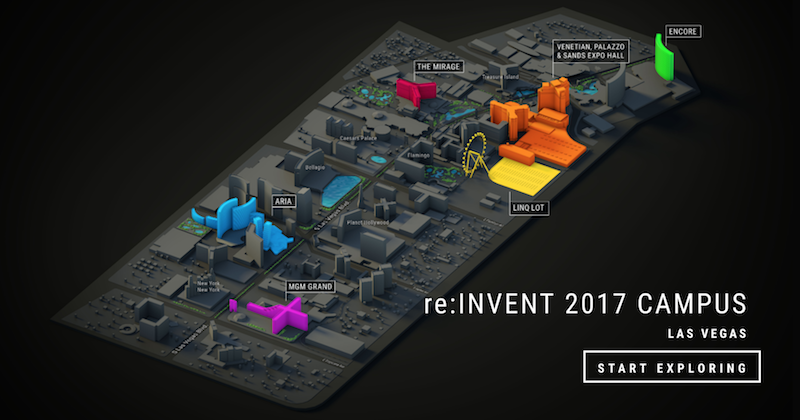 ENCORE
VENETIAN, PALAZZO
& SANDS EXPO HALL
THE MIRAGE
Treasure Island
Caesars Palace
Flamingo
Bellagio
ARIA
S Las Vegas Blvd
LINQ LOT
Planet Hollywood
New York
New York
MGM GRAND
S Las Vegas Blvd
re:INVENT 2017 CAMPUS
LAS VEGAS
START EXPLORING